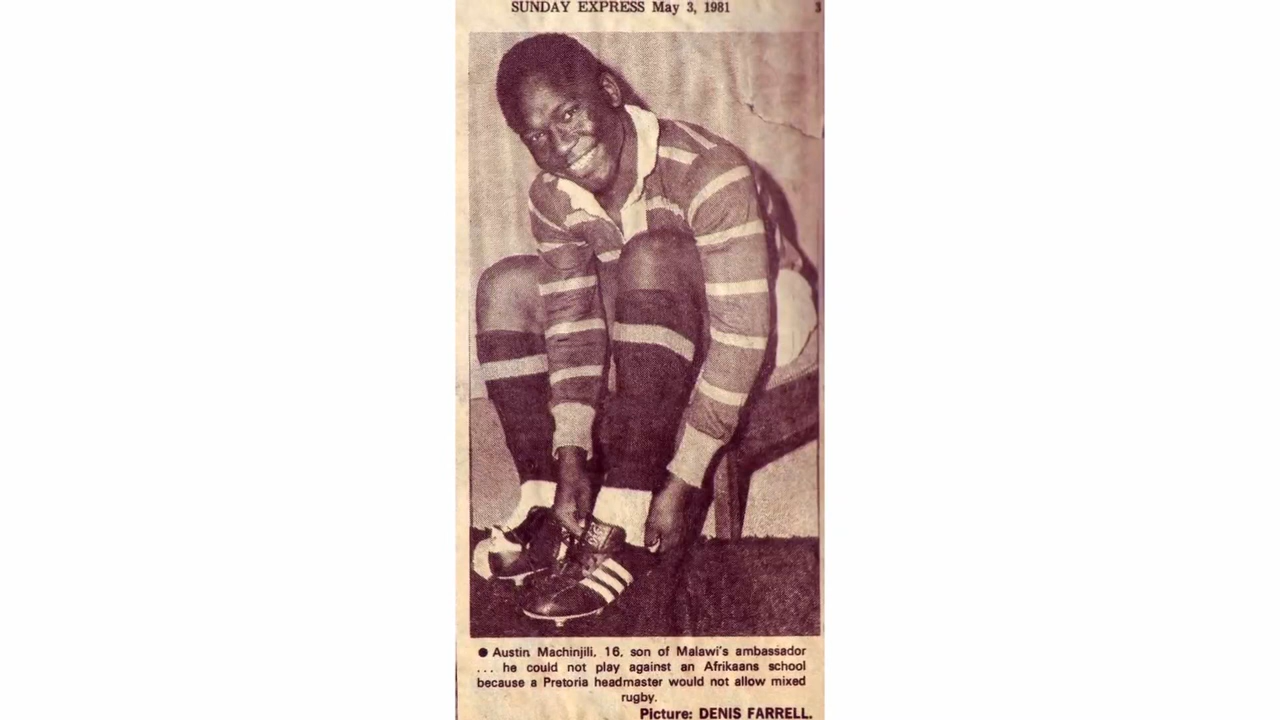 SUNDAY EXPRESS May 3, 1981 3
● Austin Machinjili, 16, son of Malawi's ambassador
... he could not play against an Afrikaans school
because a Pretoria headmaster would not allow mixed
rugby.
Picture: DENIS FARRELL.